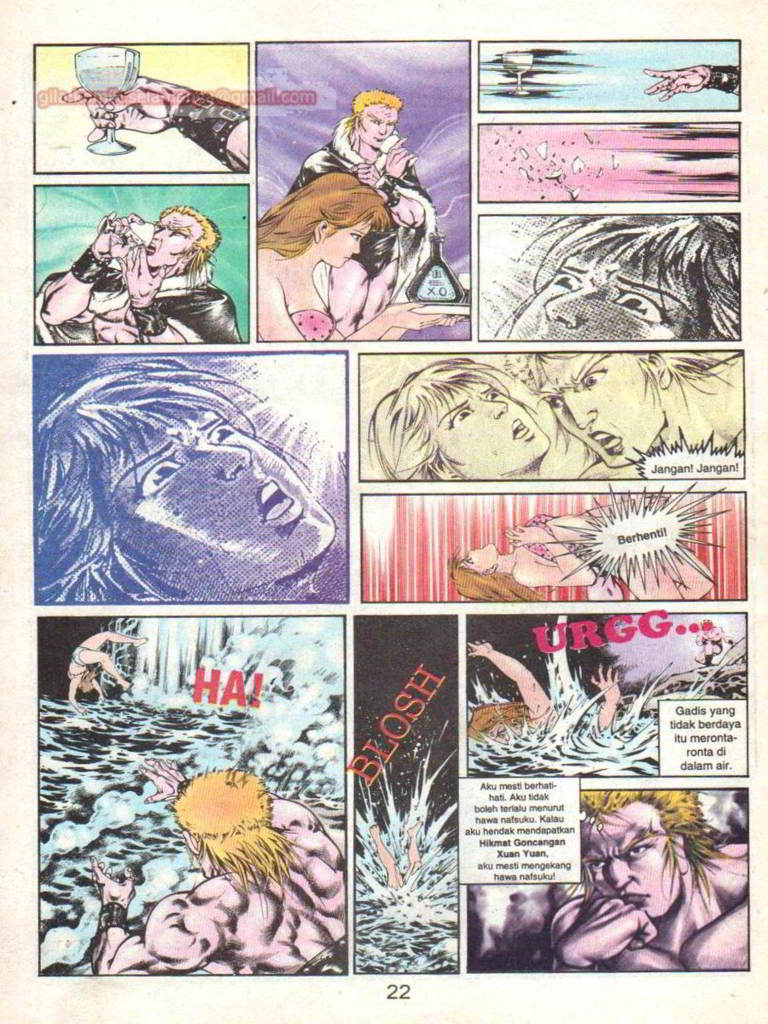 X.O.
Jangan! Jangan!
Berhenti!
HA!
BLOSH
URGG...
Gadis yang
tidak berdaya
itu meronta-
ronta di
dalam air.
Aku mesti berhati-
hati. Aku tidak
boleh terlalu menurut
hawa nafsuku. Kalau
aku hendak mendapatkan
Hikmat Goncangan
Xuan Yuan,
aku mesti mengekang
hawa nafsuku!
22